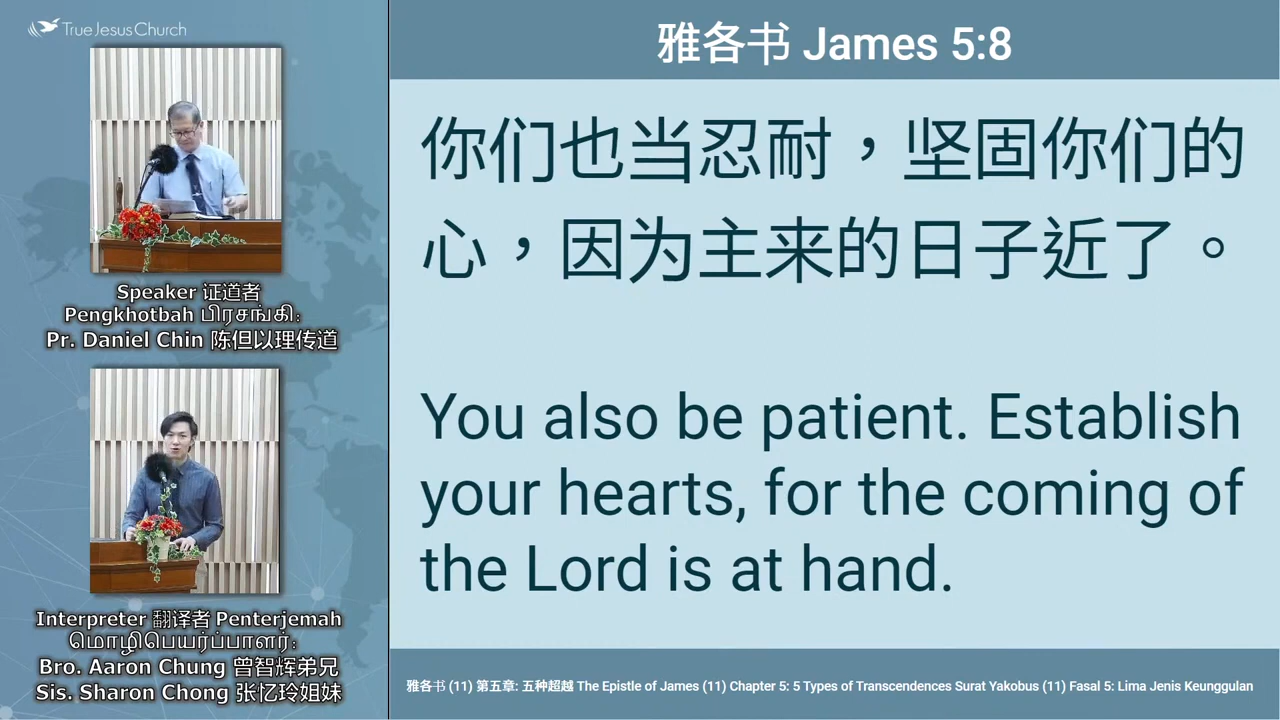 True Jesus Church
Speaker 证道者
Pengkhotbah பிரசங்கி:
Pr. Daniel Chin 陈但以理传道
Interpreter 翻译者 Penterjemah
மொழிபெயர்ப்பாளர்:
Bro. Aaron Chung 曾智辉弟兄
Sis. Sharon Chong 张忆玲姐妹
雅各书 James 5:8
你们也当忍耐，坚固你们的
心，因为主来的日子近了。
You also be patient. Establish
your hearts, for the coming of
the Lord is at hand.
雅各书 (11) 第五章: 五种超越 The Epistle of James (11) Chapter 5: 5 Types of Transcendences Surat Yakobus (11) Fasal 5: Lima Jenis Keunggulan